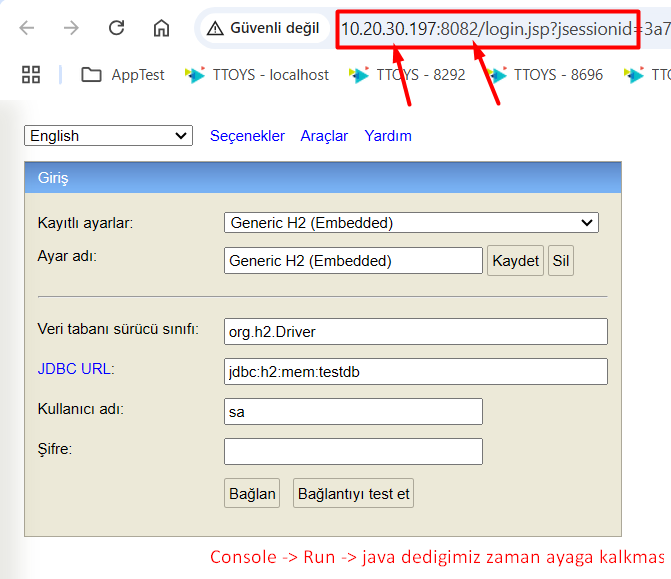 Güvenli değil
10.20.30.197:8082/login.jsp?jsessionid=3a7
AppTest TTOYS - localhost TTOYS - 8292 TTOYS - 8696 TTO
English Seçenekler Araçlar Yardım
Giriş
Kayıtlı ayarlar: Generic H2 (Embedded)
Ayar adı: Generic H2 (Embedded) Kaydet Sil
Veri tabanı sürücü sınıfı: org.h2.Driver
JDBC URL: jdbc:h2:mem:testdb
Kullanıcı adı: sa
Şifre:
Bağlan Bağlantıyı test et
Console -> Run -> java dedigimiz zaman ayaga kalkmas